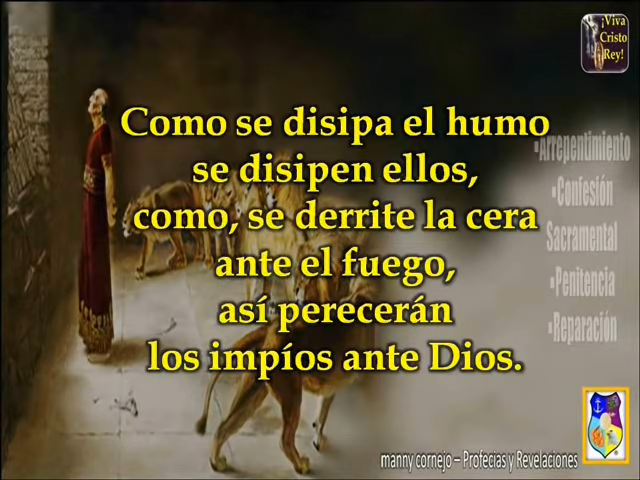 ¡Viva
Cristo
Rey!
Como se disipa el humo
se disipen ellos,
como, se derrite la cera
ante el fuego,
así perecerán
los impíos ante Dios.
▪Arrepentimiento
▪Confesión
Sacramental
▪Penitencia
▪Reparación
manny cornejo – Profecias y Revelaciones